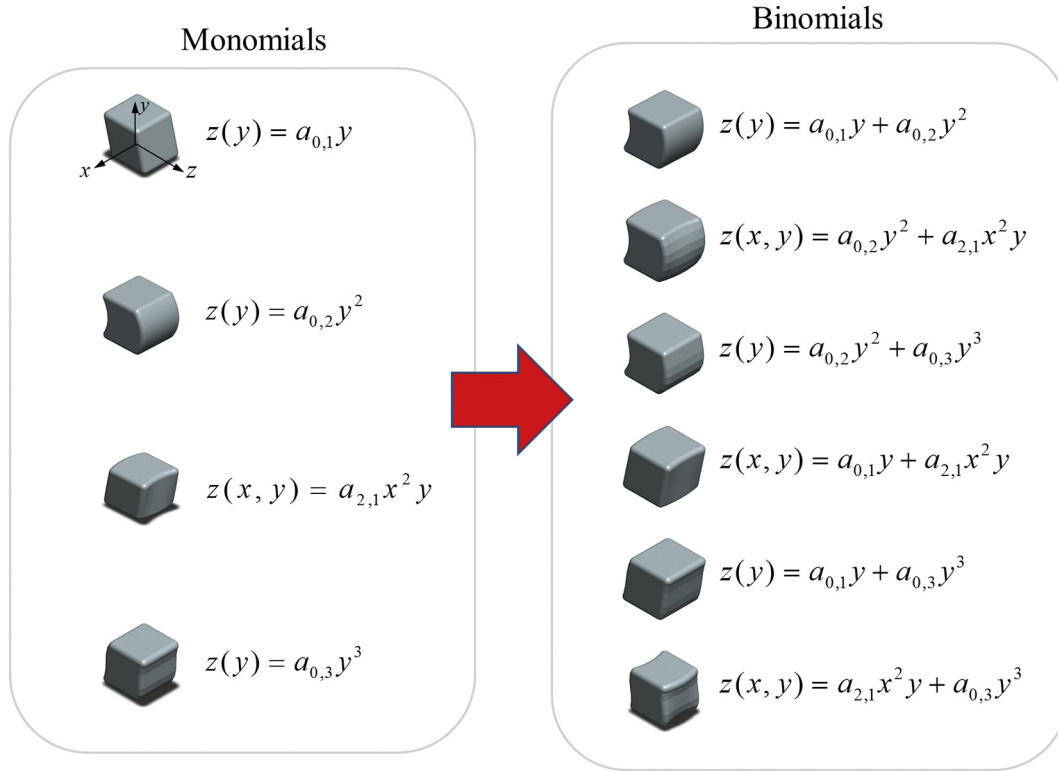 Monomials
y
x
z
z(y) = a₀,₁y
z(y) = a₀,₂y²
z(x, y) = a₂,₁x²y
z(y) = a₀,₃y³
Binomials
z(y) = a₀,₁y + a₀,₂y²
z(x, y) = a₀,₂y² + a₂,₁x²y
z(y) = a₀,₂y² + a₀,₃y³
z(x, y) = a₀,₁y + a₂,₁x²y
z(y) = a₀,₁y + a₀,₃y³
z(x, y) = a₂,₁x²y + a₀,₃y³